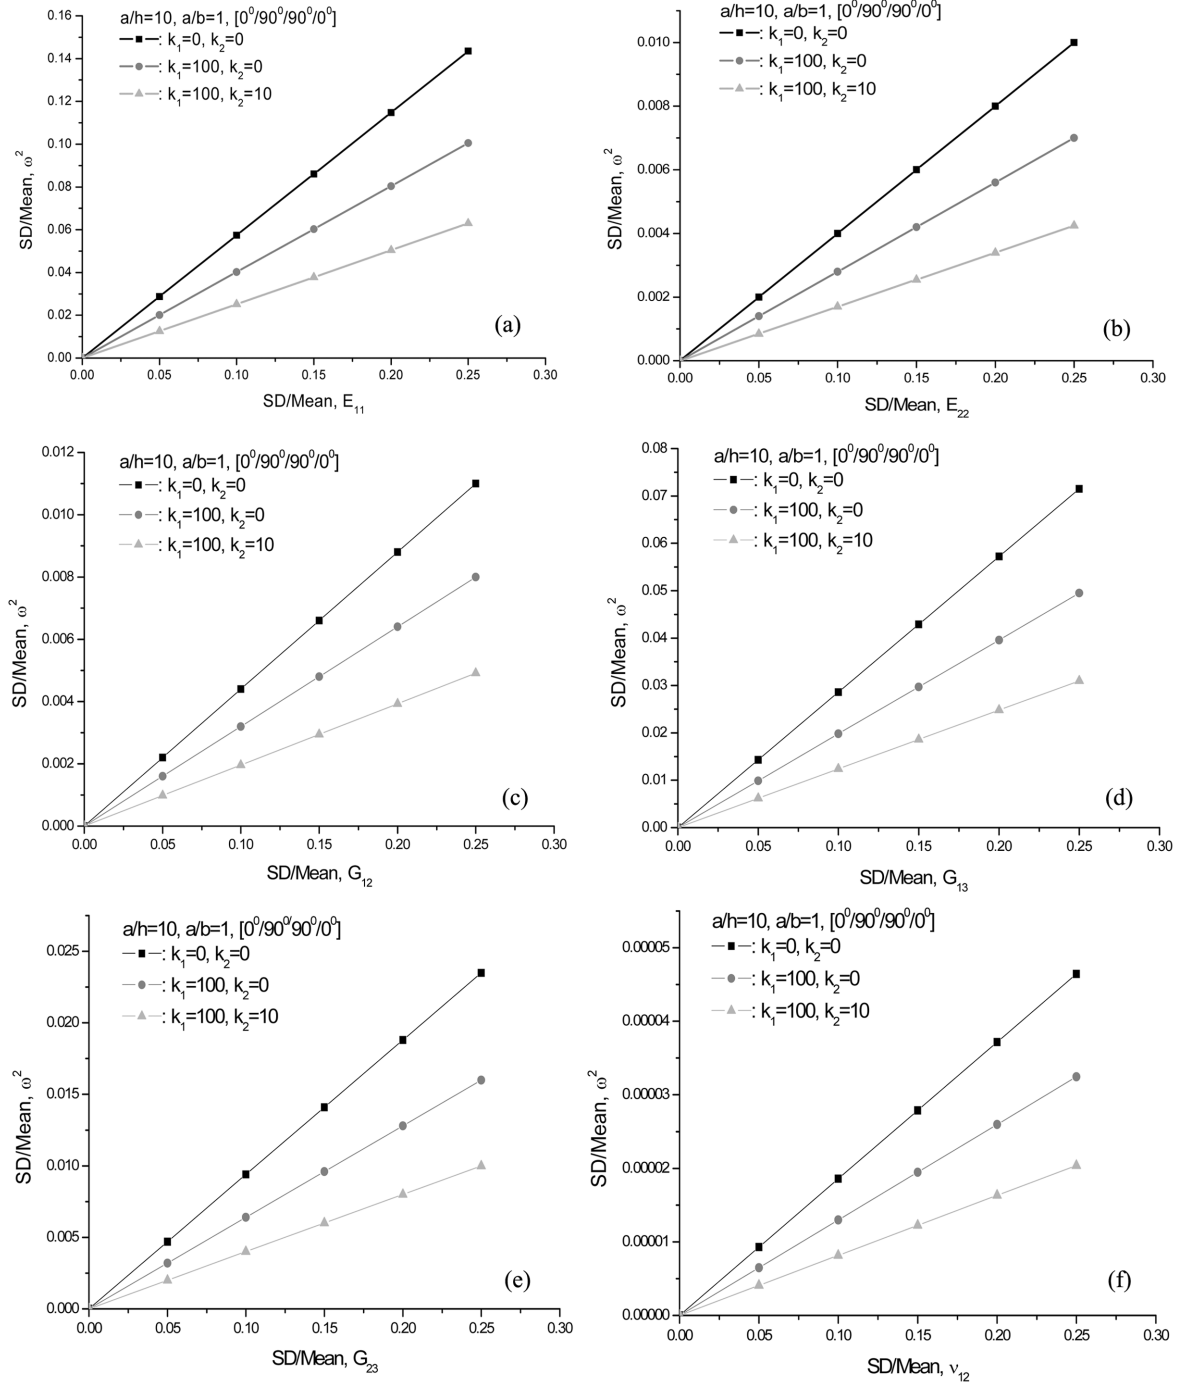 a/h=10, a/b=1, [0⁰/90⁰/90⁰/0⁰]
: k₁=0, k₂=0
: k₁=100, k₂=0
: k₁=100, k₂=10
SD/Mean, ω²
0.16
0.14
0.12
0.10
0.08
0.06
0.04
0.02
0.00
(a)
0.00 0.05 0.10 0.15 0.20 0.25 0.30
SD/Mean, E₁₁
a/h=10, a/b=1, [0⁰/90⁰/90⁰/0⁰]
: k₁=0, k₂=0
: k₁=100, k₂=0
: k₁=100, k₂=10
SD/Mean, ω²
0.010
0.008
0.006
0.004
0.002
0.000
(b)
0.00 0.05 0.10 0.15 0.20 0.25 0.30
SD/Mean, E₂₂
a/h=10, a/b=1, [0⁰/90⁰/90⁰/0⁰]
: k₁=0, k₂=0
: k₁=100, k₂=0
: k₁=100, k₂=10
SD/Mean, ω²
0.012
0.010
0.008
0.006
0.004
0.002
0.000
(c)
0.00 0.05 0.10 0.15 0.20 0.25 0.30
SD/Mean, G₁₂
a/h=10, a/b=1, [0⁰/90⁰/90⁰/0⁰]
: k₁=0, k₂=0
: k₁=100, k₂=0
: k₁=100, k₂=10
SD/Mean, ω²
0.08
0.07
0.06
0.05
0.04
0.03
0.02
0.01
0.00
(d)
0.00 0.05 0.10 0.15 0.20 0.25 0.30
SD/Mean, G₁₃
a/h=10, a/b=1, [0⁰/90⁰/90⁰/0⁰]
: k₁=0, k₂=0
: k₁=100, k₂=0
: k₁=100, k₂=10
SD/Mean, ω²
0.025
0.020
0.015
0.010
0.005
0.000
(e)
0.00 0.05 0.10 0.15 0.20 0.25 0.30
SD/Mean, G₂₃
a/h=10, a/b=1, [0⁰/90⁰/90⁰/0⁰]
: k₁=0, k₂=0
: k₁=100, k₂=0
: k₁=100, k₂=10
SD/Mean, ω²
0.00005
0.00004
0.00003
0.00002
0.00001
0.00000
(f)
0.00 0.05 0.10 0.15 0.20 0.25 0.30
SD/Mean, ν₁₂